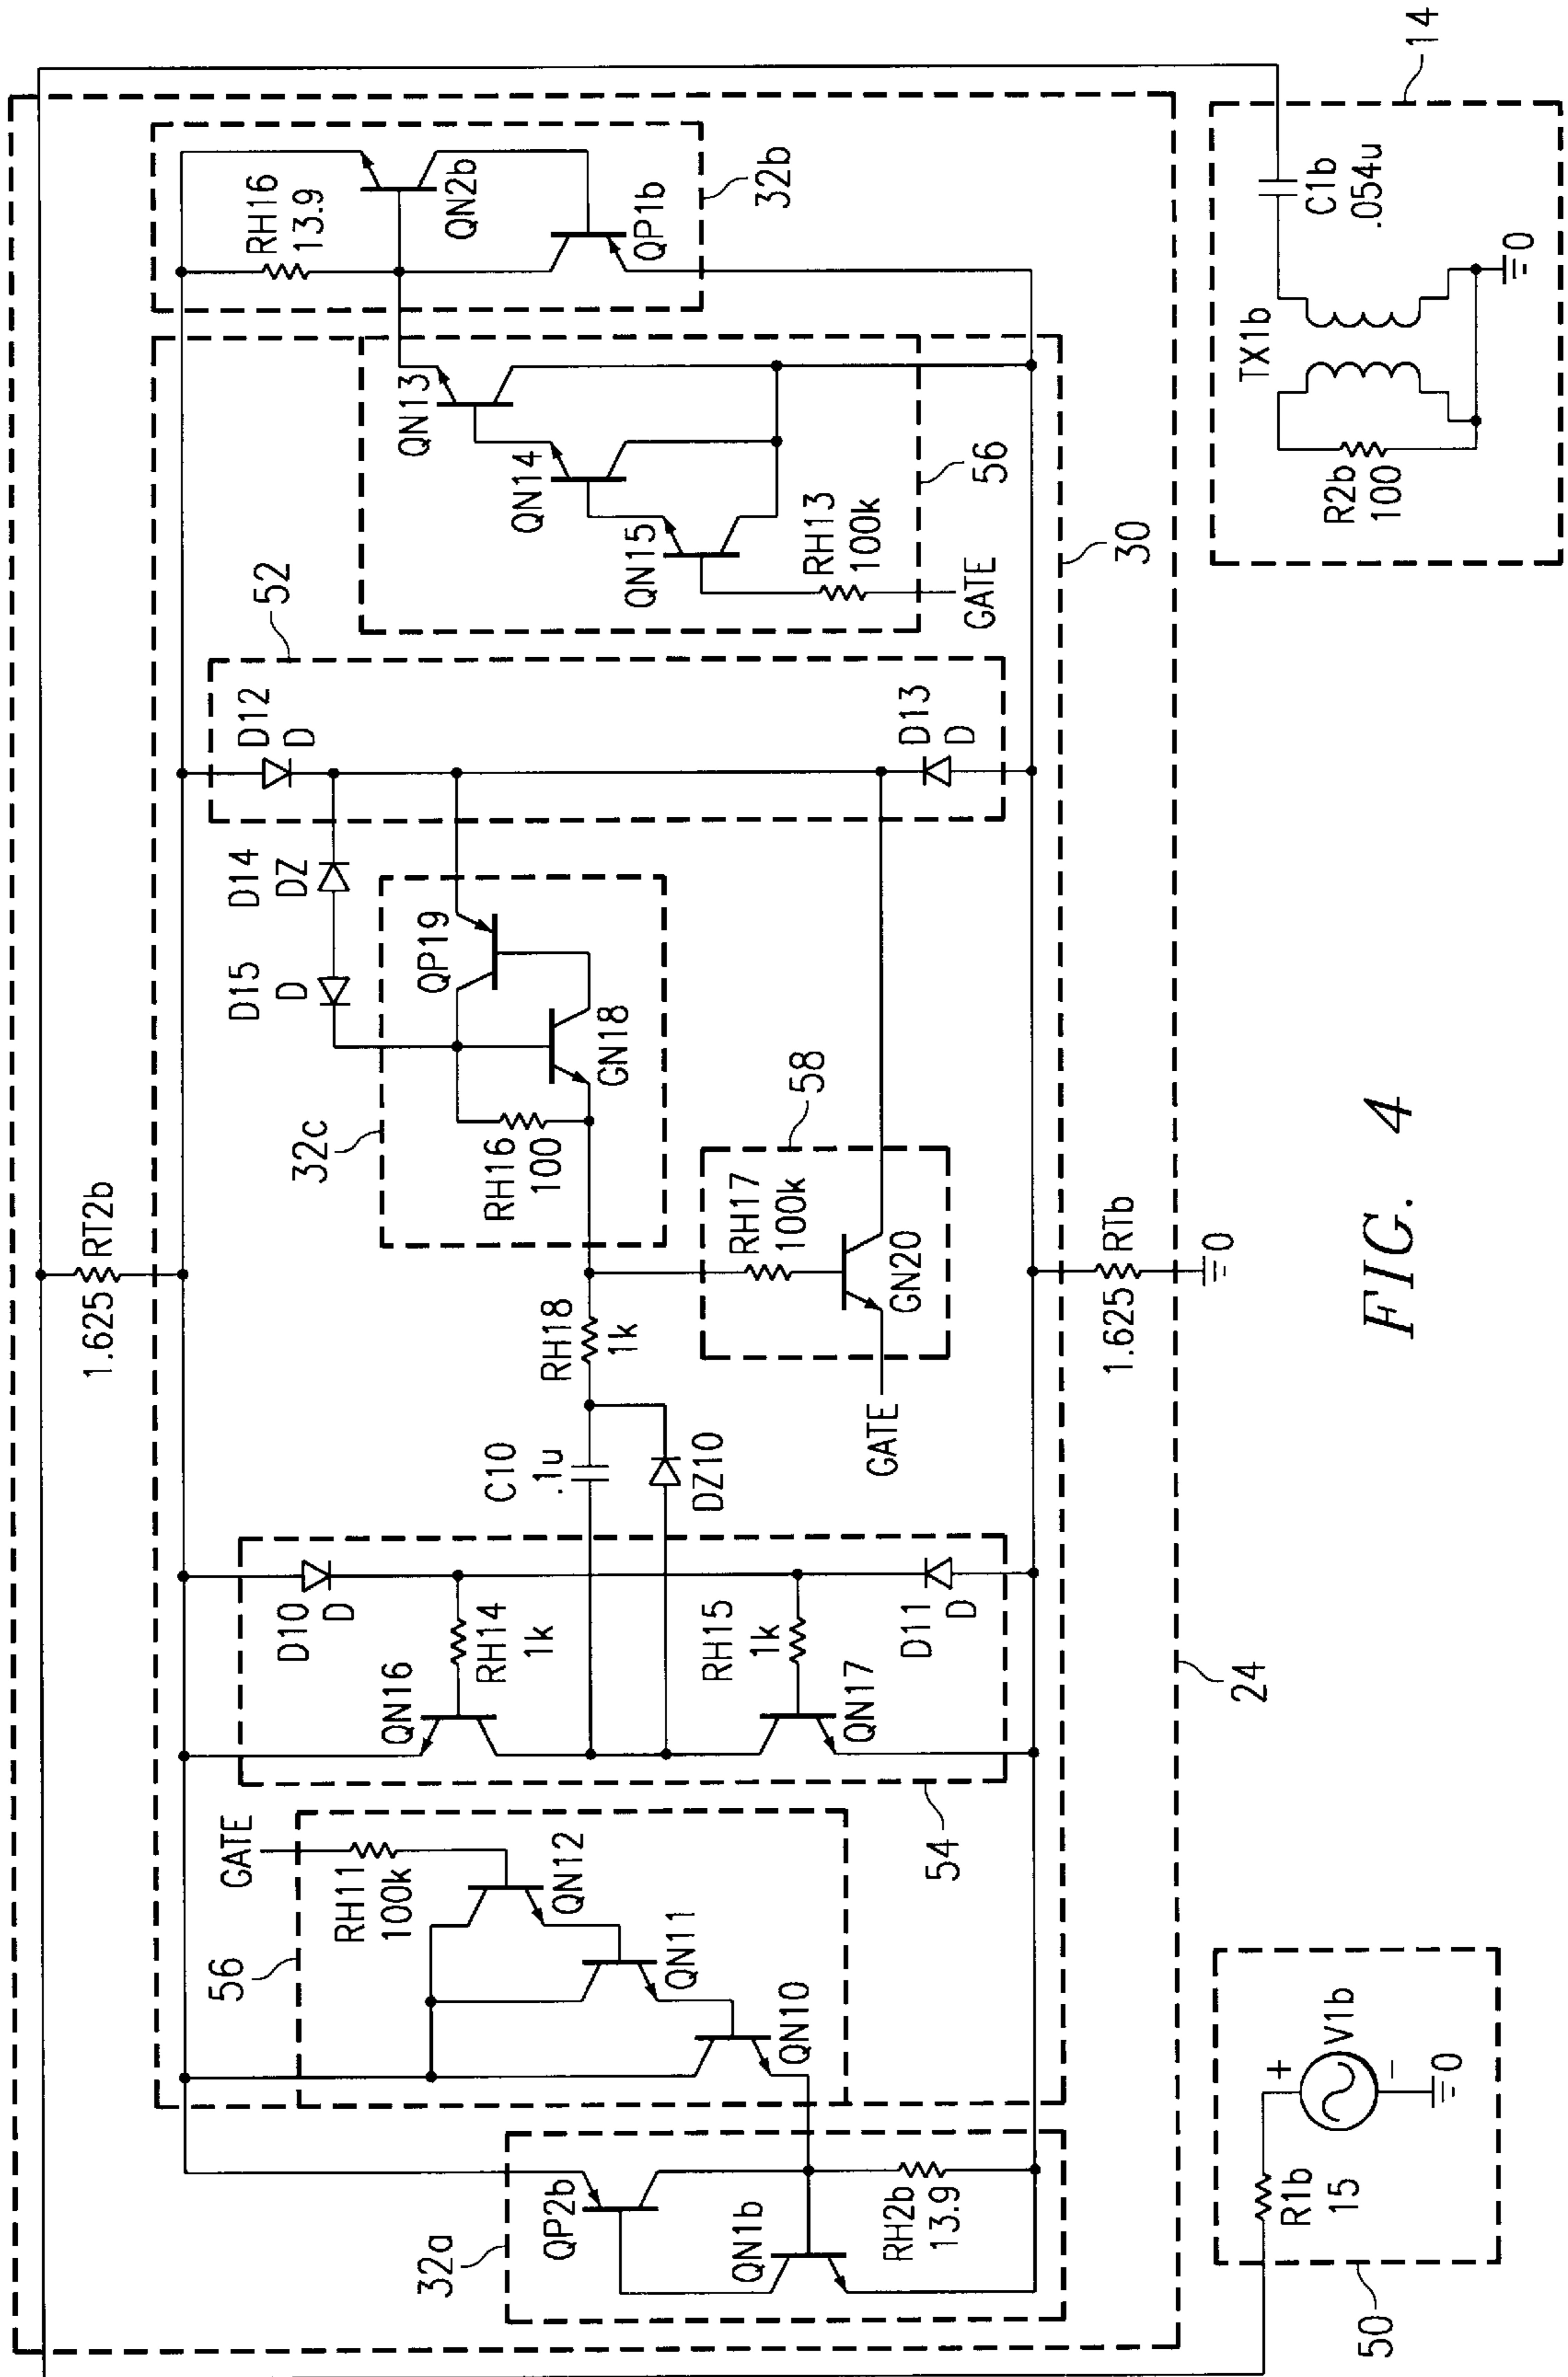 14
C1b
.054u
TX1b
0
R2b
100
RH16
13.9
QN2b
QP1b
32b
QN13
QN14
QN15
RH13
100k
GATE
56
30
52
D12
D
D13
D
D14
DZ
D15
D
QP19
GN18
RH16
100
32c
58
RH17
100k
GN20
GATE
RT2b
1.625
RTb
1.625
0
RH18
1k
C10
.1u
DZ10
D10
D
RH14
1k
QN16
RH15
1k
D11
D
QN17
54
24
GATE
RH11
100k
QN12
QN11
QN10
56
32a
QP2b
QN1b
RH2b
13.9
R1b
15
+
V1b
−
0
50
FIG. 4